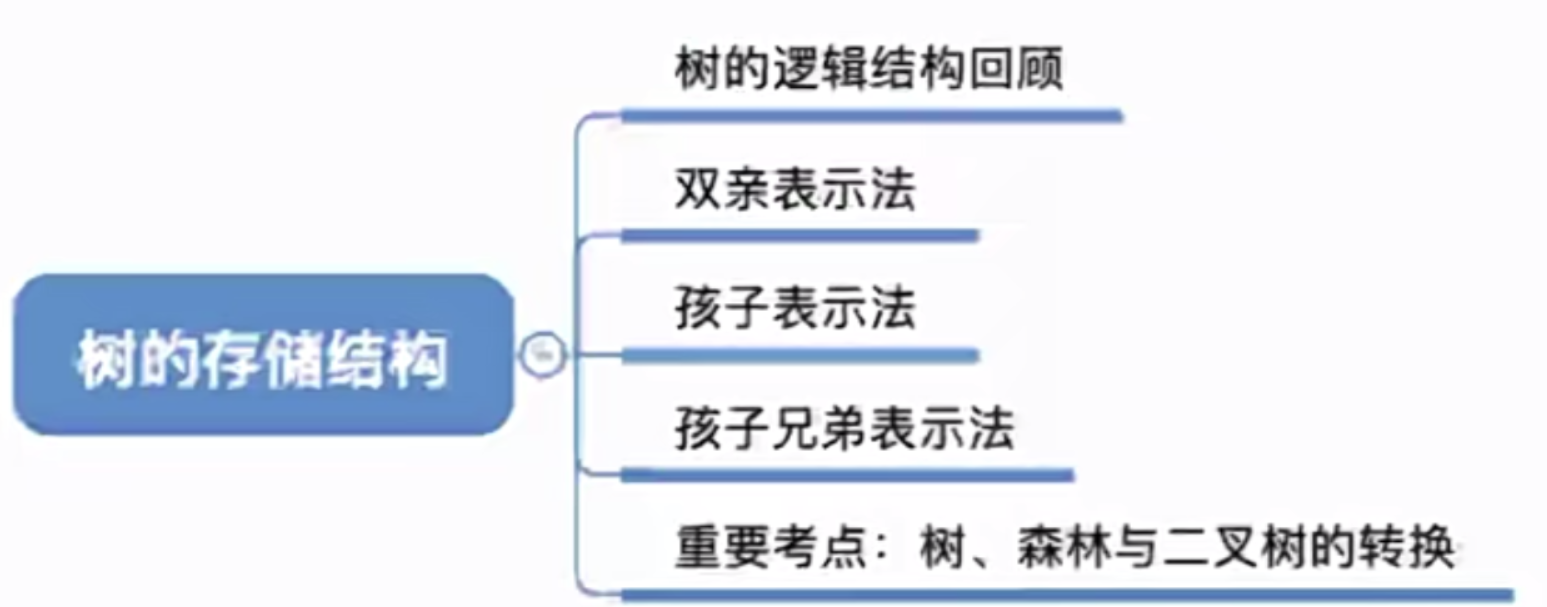 树的逻辑结构回顾
双亲表示法
孩子表示法
树的存储结构
孩子兄弟表示法
重要考点：树、森林与二叉树的转换